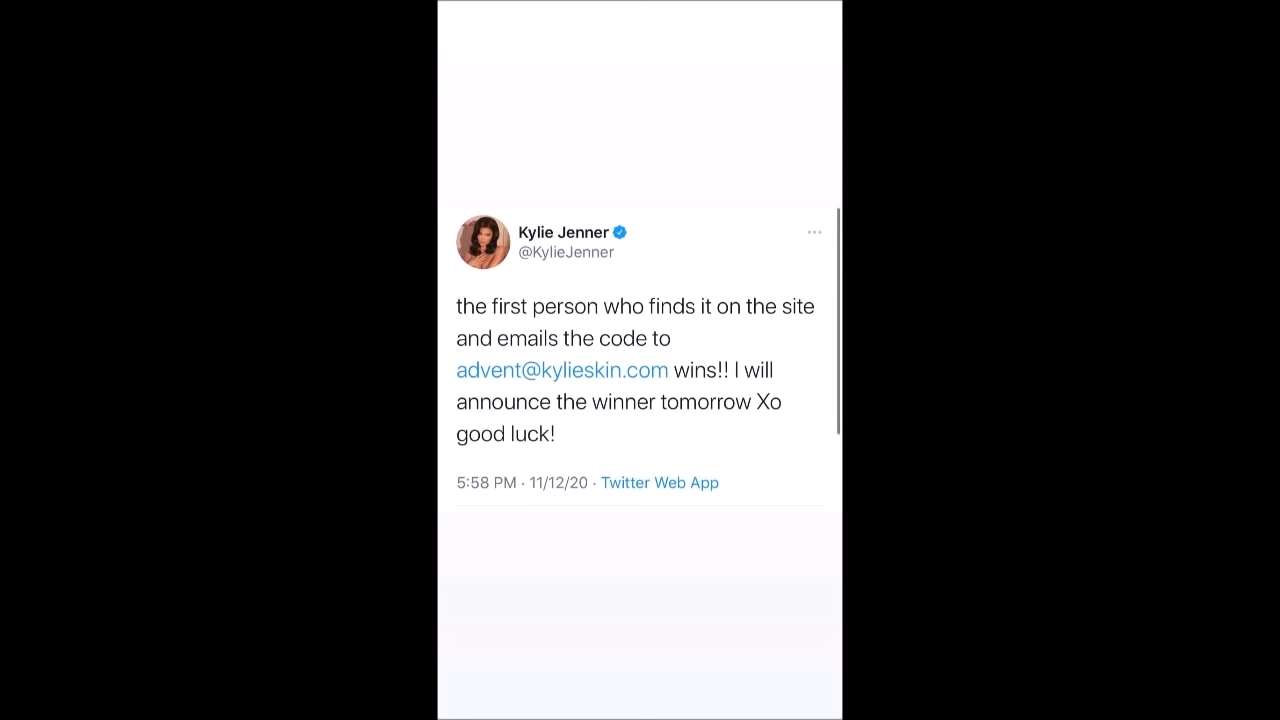 Kylie Jenner
@KylieJenner
the first person who finds it on the site
and emails the code to
advent@kylieskin.com wins!! I will
announce the winner tomorrow Xo
good luck!
5:58 PM · 11/12/20 · Twitter Web App